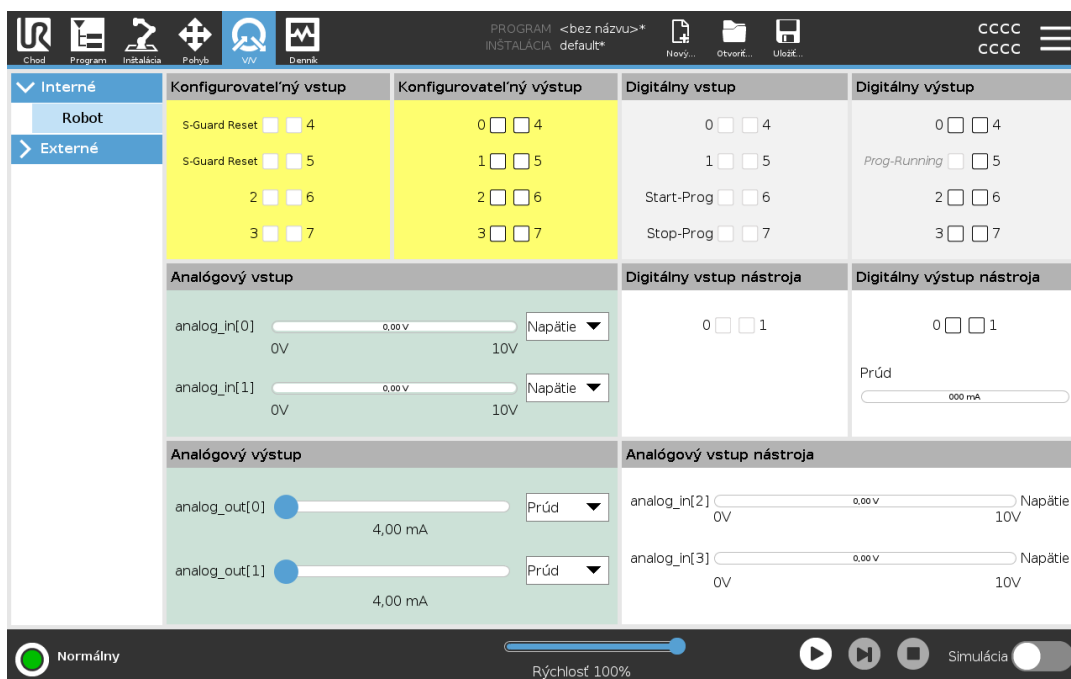 UR
Chod
Program
Inštalácia
Pohyb
V/V
Denník
PROGRAM <bez názvu>*
INŠTALÁCIA default*
Nový...
Otvoriť...
Uložiť...
CCCC
CCCC
Interné
Robot
Externé
Konfigurovateľný vstup
S-Guard Reset 4
S-Guard Reset 5
2 6
3 7
Konfigurovateľný výstup
0 4
1 5
2 6
3 7
Digitálny vstup
0 4
1 5
Start-Prog 6
Stop-Prog 7
Digitálny výstup
0 4
Prog-Running 5
2 6
3 7
Analógový vstup
analog_in[0] 0,00 V Napätie
0V 10V
analog_in[1] 0,00 V Napätie
0V 10V
Digitálny vstup nástroja
0 1
Digitálny výstup nástroja
0 1
Prúd
000 mA
Analógový výstup
analog_out[0] Prúd
4,00 mA
analog_out[1] Prúd
4,00 mA
Analógový vstup nástroja
analog_in[2] 0,00 V Napätie
0V 10V
analog_in[3] 0,00 V Napätie
0V 10V
Normálny
Rýchlosť 100%
Simulácia